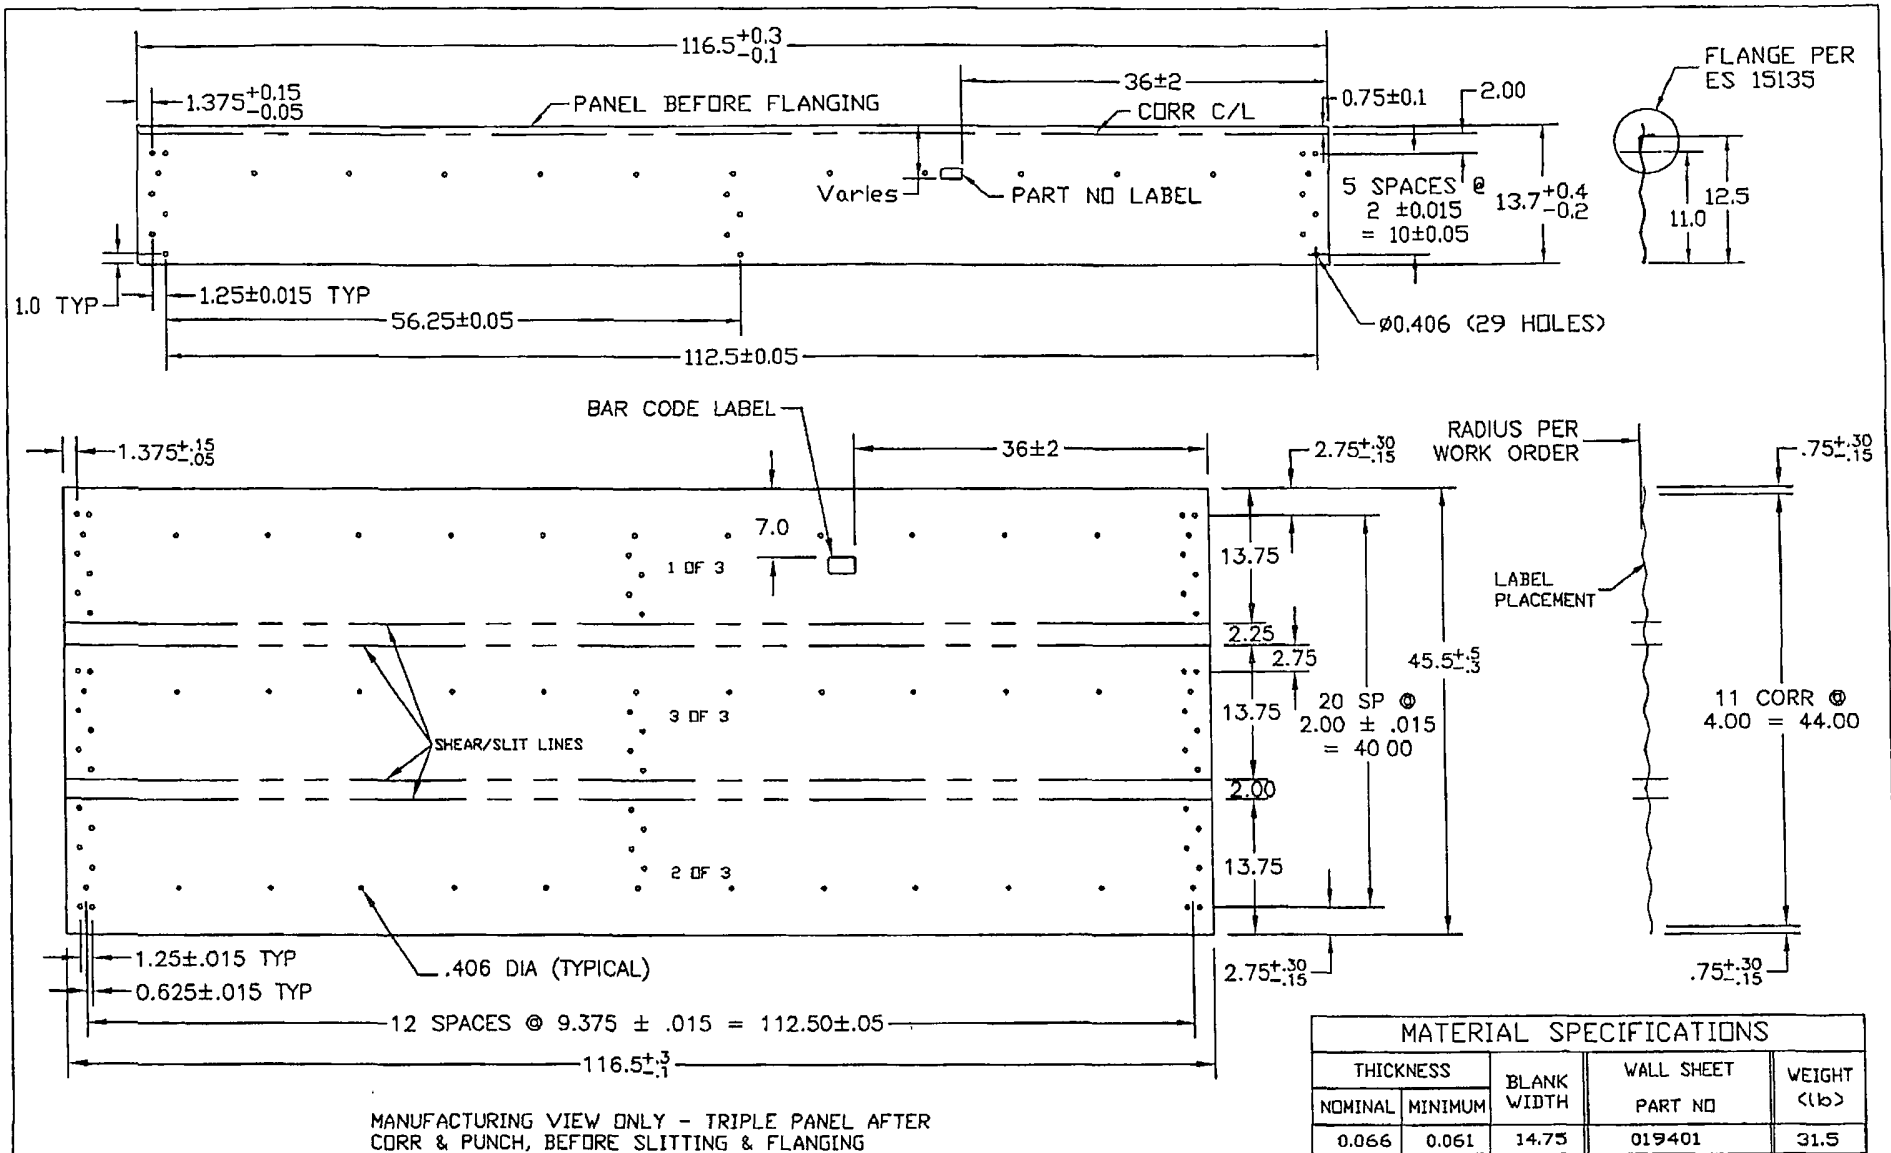 116.5 +0.3 -0.1
36±2
FLANGE PER
ES 15135
1.375 +0.15 -0.05
PANEL BEFORE FLANGING
CORR C/L
0.75±0.1
2.00
Varies
PART NO LABEL
5 SPACES @
2 ±0.015
= 10±0.05
13.7 +0.4 -0.2
11.0
12.5
1.0 TYP
1.25±0.015 TYP
56.25±0.05
ø0.406 (29 HOLES)
112.5±0.05
BAR CODE LABEL
1.375 +.15 -.05
36±2
2.75 +.30 -.15
RADIUS PER
WORK ORDER
.75 +.30 -.15
7.0
13.75
1 OF 3
LABEL
PLACEMENT
2.25
2.75
45.5 +.5 -.3
3 OF 3
13.75
20 SP @
2.00 ± .015
= 40 00
11 CORR @
4.00 = 44.00
SHEAR/SLIT LINES
2.00
13.75
2 OF 3
1.25±.015 TYP
.406 DIA (TYPICAL)
2.75 +.30 -.15
.75 +.30 -.15
0.625±.015 TYP
12 SPACES @ 9.375 ± .015 = 112.50±.05
116.5 +.3 -.1
MATERIAL SPECIFICATIONS
THICKNESS
BLANK
WIDTH
WALL SHEET
PART NO
WEIGHT
(lb)
NOMINAL
MINIMUM
0.066
0.061
14.75
019401
31.5
MANUFACTURING VIEW ONLY - TRIPLE PANEL AFTER
CORR & PUNCH, BEFORE SLITTING & FLANGING